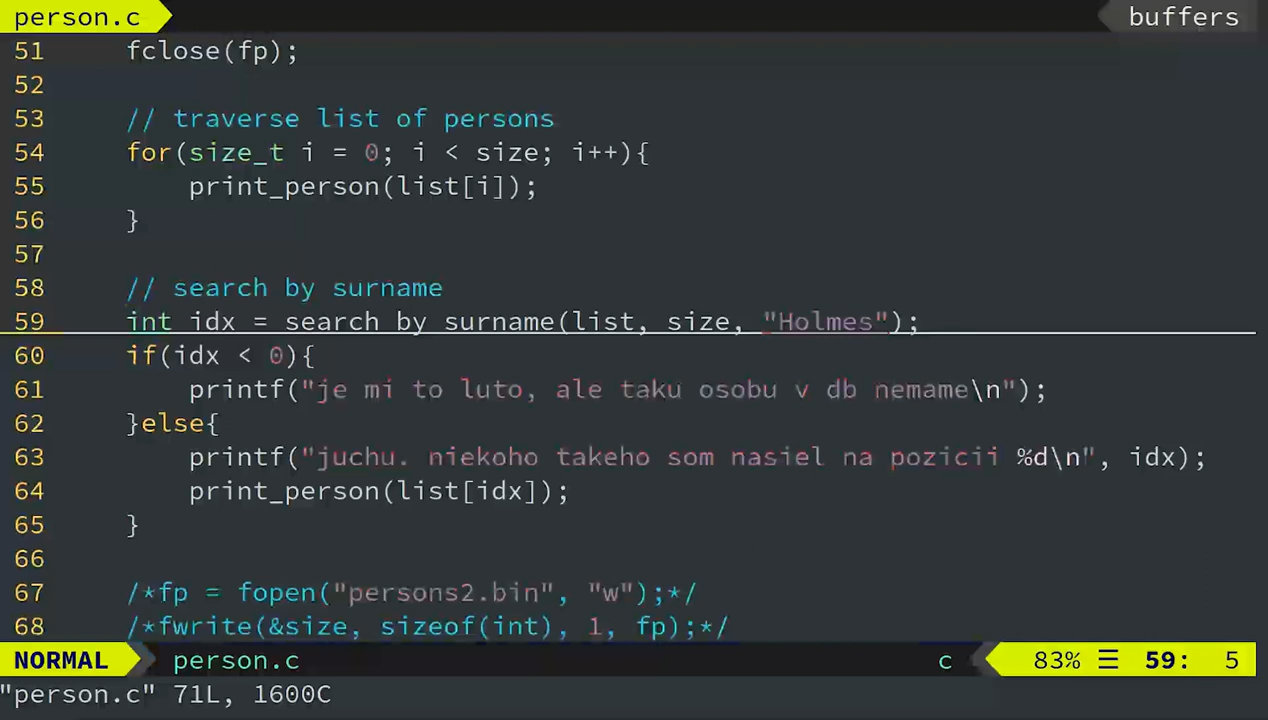 person.c buffers
51 fclose(fp);
52
53 // traverse list of persons
54 for(size_t i = 0; i < size; i++){
55 print_person(list[i]);
56 }
57
58 // search by surname
59 int idx = search_by_surname(list, size, "Holmes");
60 if(idx < 0){
61 printf("je mi to luto, ale taku osobu v db nemame\n");
62 }else{
63 printf("juchu. niekoho takeho som nasiel na pozicii %d\n", idx);
64 print_person(list[idx]);
65 }
66
67 /*fp = fopen("persons2.bin", "w");*/
68 /*fwrite(&size, sizeof(int), 1, fp);*/
NORMAL person.c c 83% ☰ 59: 5
"person.c" 71L, 1600C